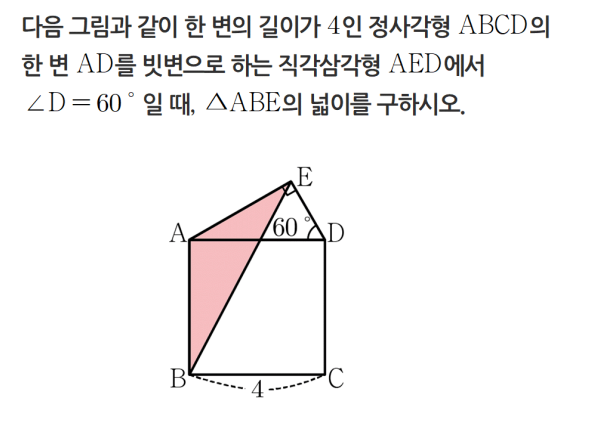 다음 그림과 같이 한 변의 길이가 4인 정사각형 ABCD의
한 변 AD를 빗변으로 하는 직각삼각형 AED에서
∠D=60°일 때, △ABE의 넓이를 구하시오.
E
60°
A
D
B
4
C